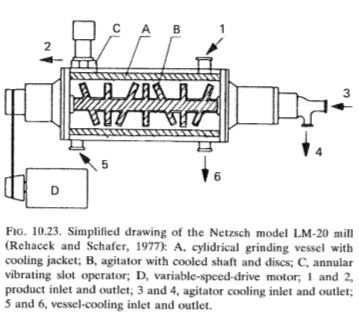 2
C
A
B
1
3
4
5
6
D
FIG. 10.23. Simplified drawing of the Netzsch model LM-20 mill
(Rehacek and Schafer, 1977): A, cylidrical grinding vessel with
cooling jacket; B, agitator with cooled shaft and discs; C, annular
vibrating slot operator; D, variable-speed-drive motor; 1 and 2,
product inlet and outlet; 3 and 4, agitator cooling inlet and outlet;
5 and 6, vessel-cooling inlet and outlet.